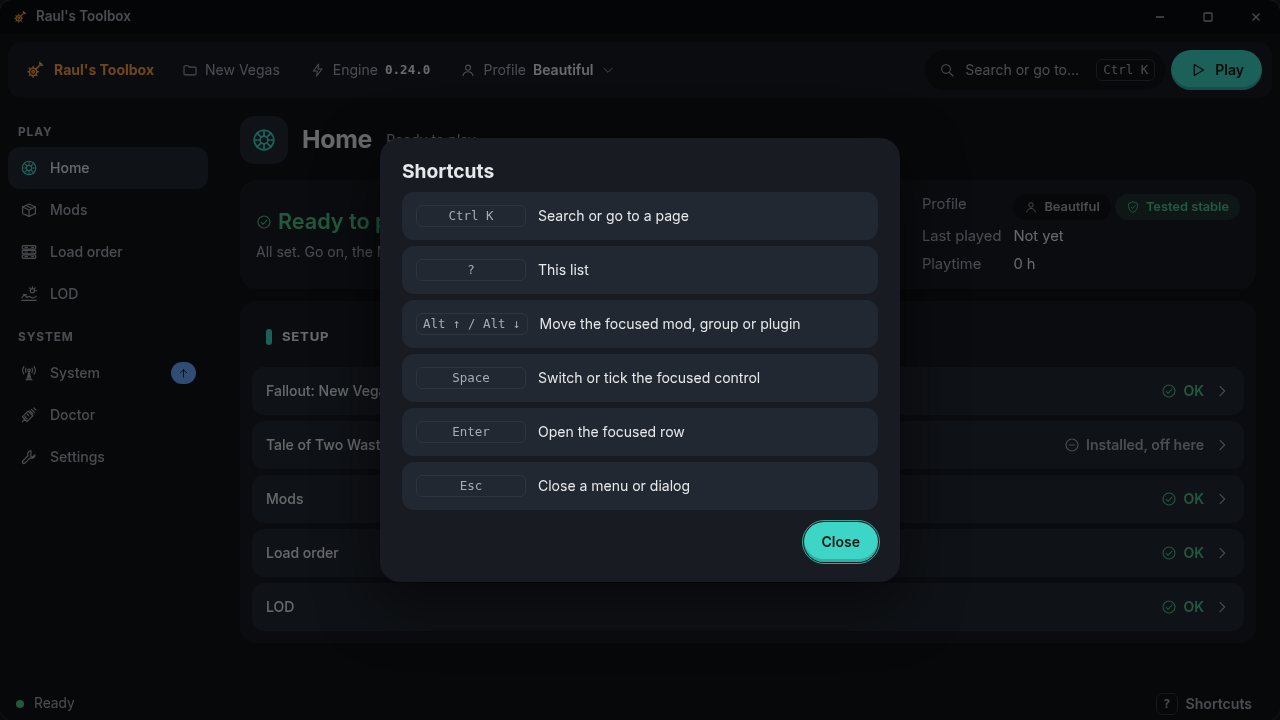 Raul's Toolbox
Raul's Toolbox New Vegas Engine 0.24.0 Profile Beautiful Search or go to... Ctrl K Play
PLAY
Home
Mods
Load order
LOD
SYSTEM
System
Doctor
Settings
Home Ready to play
Ready to
All set. Go on, the
Profile Beautiful Tested stable
Last played Not yet
Playtime 0 h
SETUP
Fallout: New
OK
Tale of Two
Installed, off here
Mods OK
Load order OK
LOD OK
Shortcuts
Ctrl K Search or go to a page
? This list
Alt ↑ / Alt ↓ Move the focused mod, group or plugin
Space Switch or tick the focused control
Enter Open the focused row
Esc Close a menu or dialog
Close
Ready
? Shortcuts